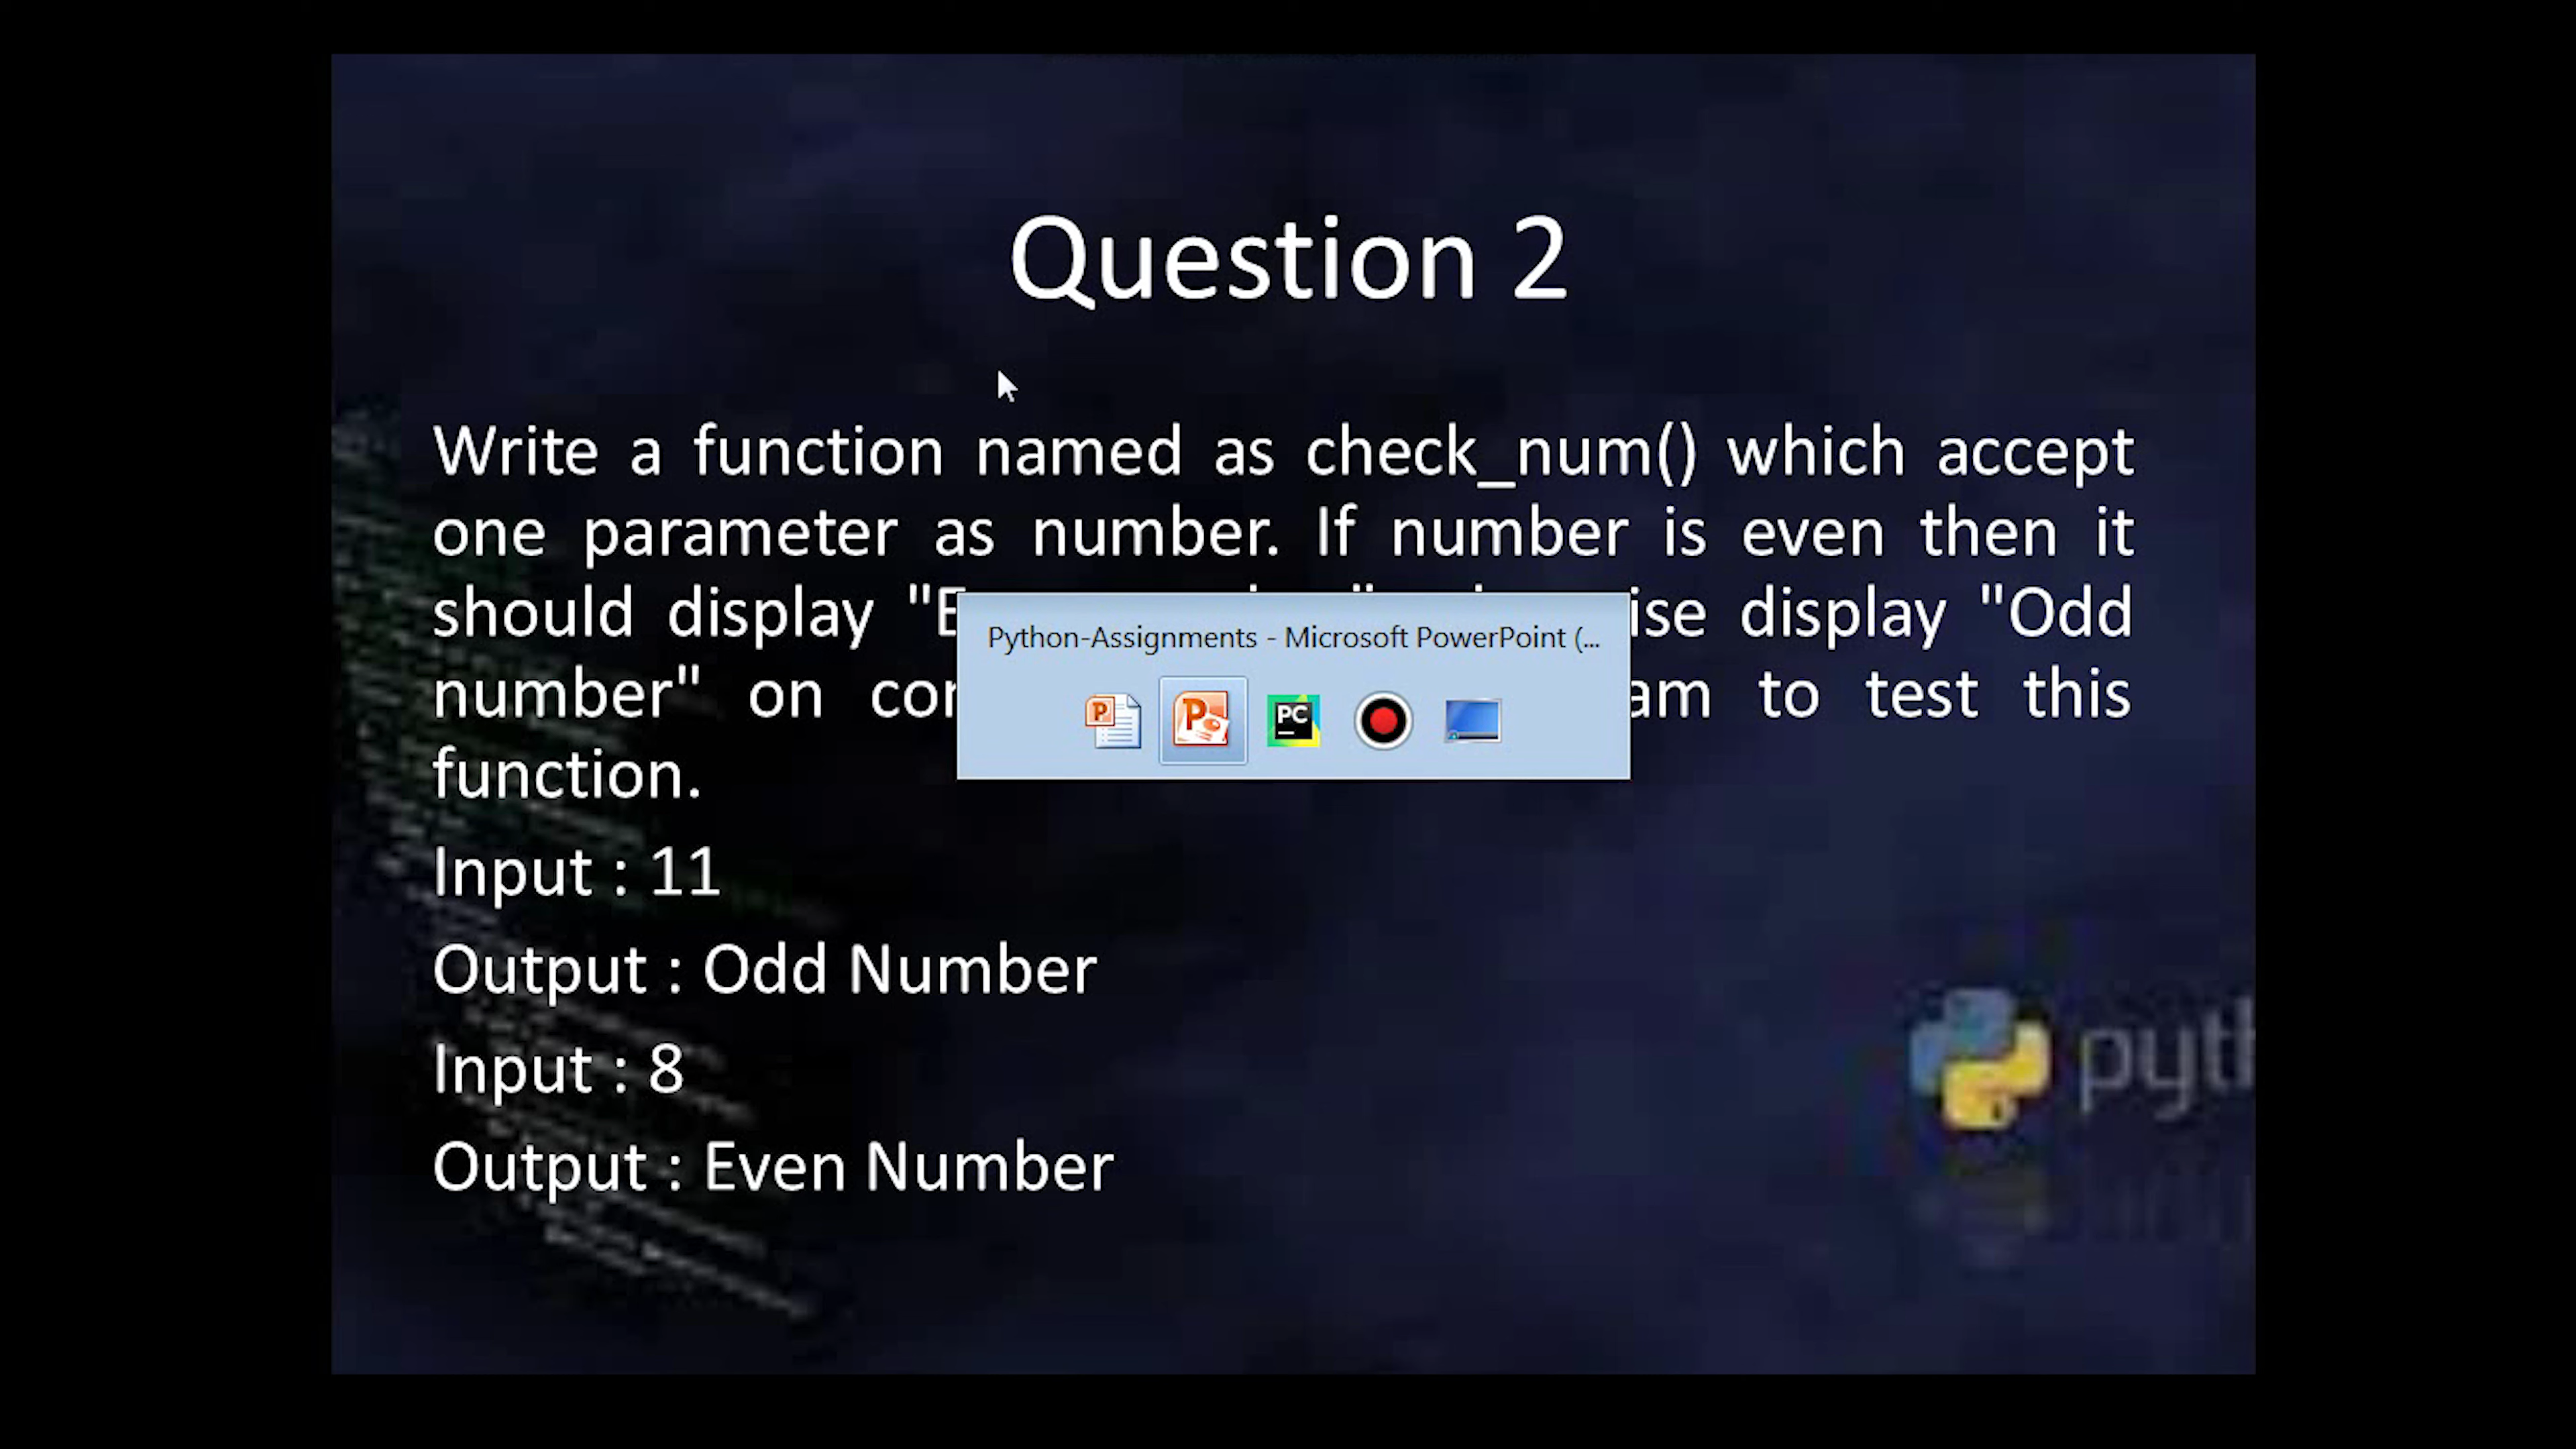 Question 2
Write a function named as check_num() which accept
one parameter as number. If number is even then it
should display "E ise display "Odd
number" on con am to test this
function.
Python-Assignments - Microsoft PowerPoint (...
P
P
PC
Input : 11
Output : Odd Number
Input : 8
Output : Even Number
pyth